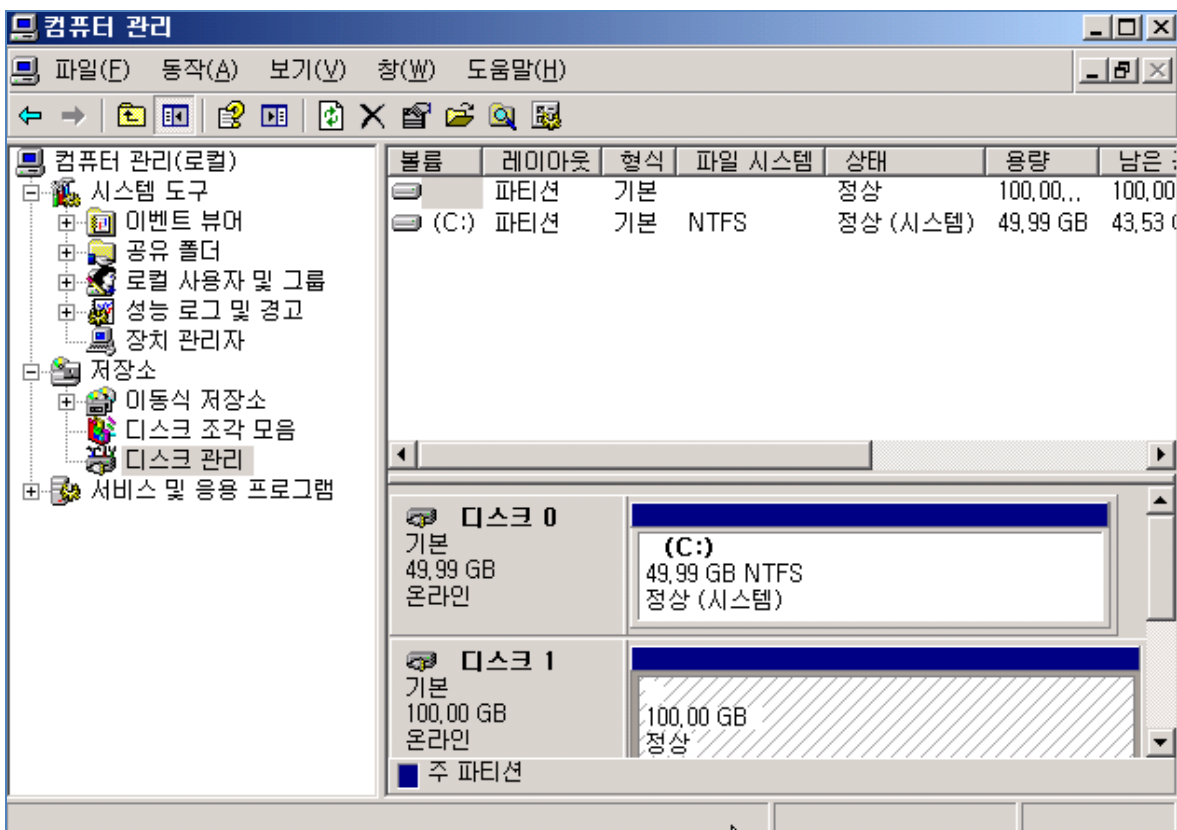 컴퓨터 관리
파일(F) 동작(A) 보기(V) 창(W) 도움말(H)
컴퓨터 관리(로컬)
시스템 도구
이벤트 뷰어
공유 폴더
로컬 사용자 및 그룹
성능 로그 및 경고
장치 관리자
저장소
이동식 저장소
디스크 조각 모음
디스크 관리
서비스 및 응용 프로그램
볼륨 레이아웃 형식 파일 시스템 상태 용량 남은
파티션 기본 정상 100,00... 100,00
(C:) 파티션 기본 NTFS 정상 (시스템) 49,99 GB 43,53
디스크 0
기본
49,99 GB
온라인
(C:)
49,99 GB NTFS
정상 (시스템)
디스크 1
기본
100,00 GB
온라인
100,00 GB
정상
주 파티션